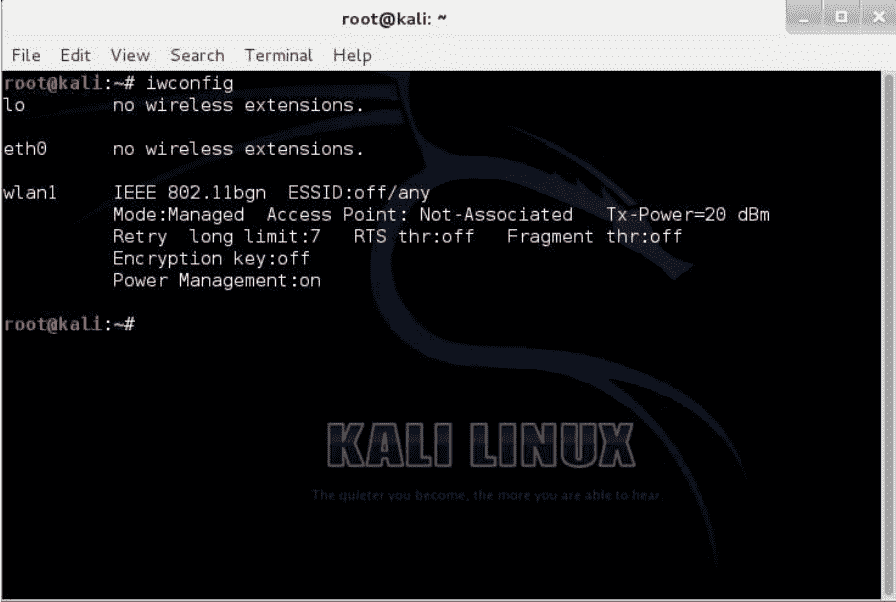 root@kali: ~
File Edit View Search Terminal Help
root@kali:~# iwconfig
lo        no wireless extensions.
eth0      no wireless extensions.
wlan1     IEEE 802.11bgn  ESSID:off/any
          Mode:Managed  Access Point: Not-Associated   Tx-Power=20 dBm
          Retry  long limit:7   RTS thr:off   Fragment thr:off
          Encryption key:off
          Power Management:on
root@kali:~#
KALI LINUX
The quieter you become, the more you are able to hear